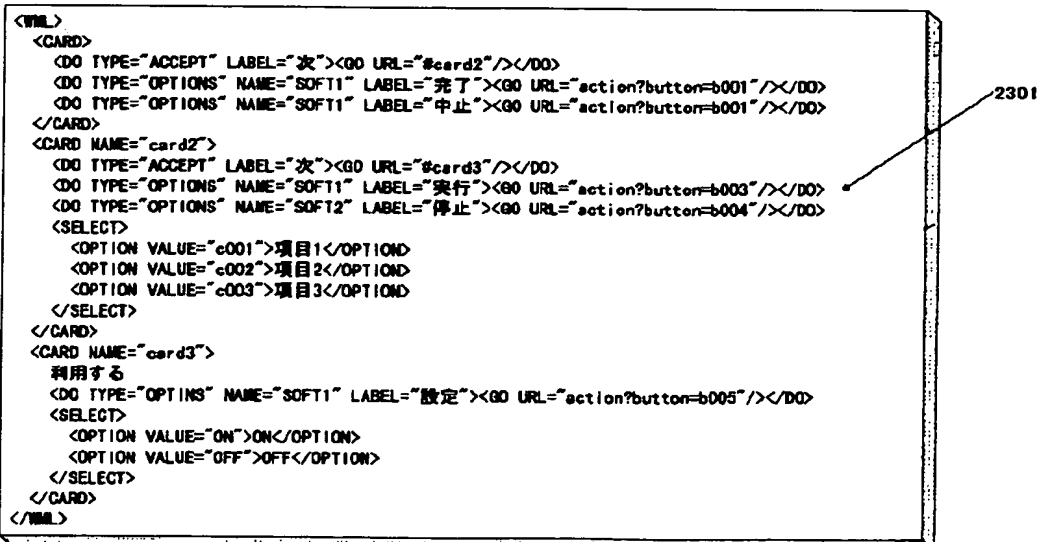 <WML>
<CARD>
<DO TYPE="ACCEPT" LABEL="次"><GO URL="#card2"/></DO>
<DO TYPE="OPTIONS" NAME="SOFT1" LABEL="完了"><GO URL="action?button=b001"/></DO>
<DO TYPE="OPTIONS" NAME="SOFT1" LABEL="中止"><GO URL="action?button=b001"/></DO>
</CARD>
<CARD NAME="card2">
<DO TYPE="ACCEPT" LABEL="次"><GO URL="#card3"/></DO>
<DO TYPE="OPTIONS" NAME="SOFT1" LABEL="実行"><GO URL="action?button=b003"/></DO>
<DO TYPE="OPTIONS" NAME="SOFT2" LABEL="停止"><GO URL="action?button=b004"/></DO>
<SELECT>
<OPTION VALUE="c001">項目1</OPTION>
<OPTION VALUE="c002">項目2</OPTION>
<OPTION VALUE="c003">項目3</OPTION>
</SELECT>
</CARD>
<CARD NAME="card3">
利用する
<DO TYPE="OPTINS" NAME="SOFT1" LABEL="設定"><GO URL="action?button=b005"/></DO>
<SELECT>
<OPTION VALUE="ON">ON</OPTION>
<OPTION VALUE="OFF">OFF</OPTION>
</SELECT>
</CARD>
</WML>
2301